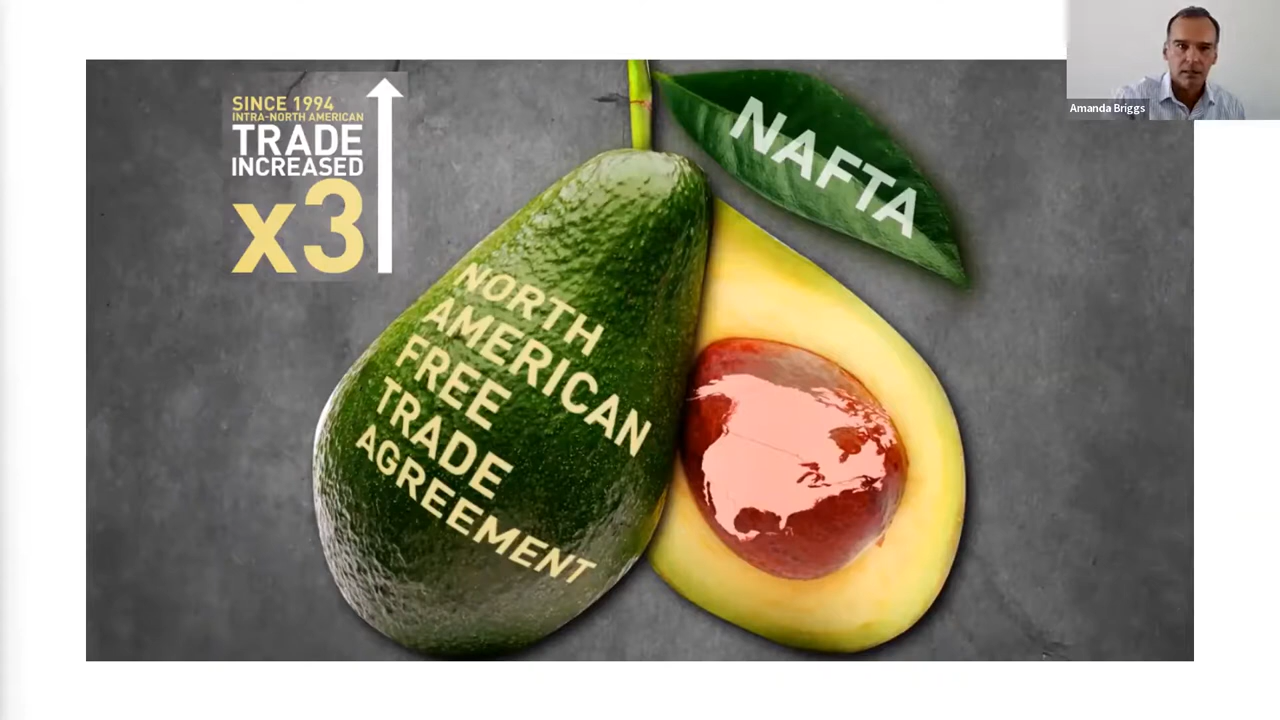 SINCE 1994
INTRA-NORTH AMERICAN
TRADE
INCREASED
x3
NAFTA
NORTH
AMERICAN
FREE
TRADE
AGREEMENT
Amanda Briggs